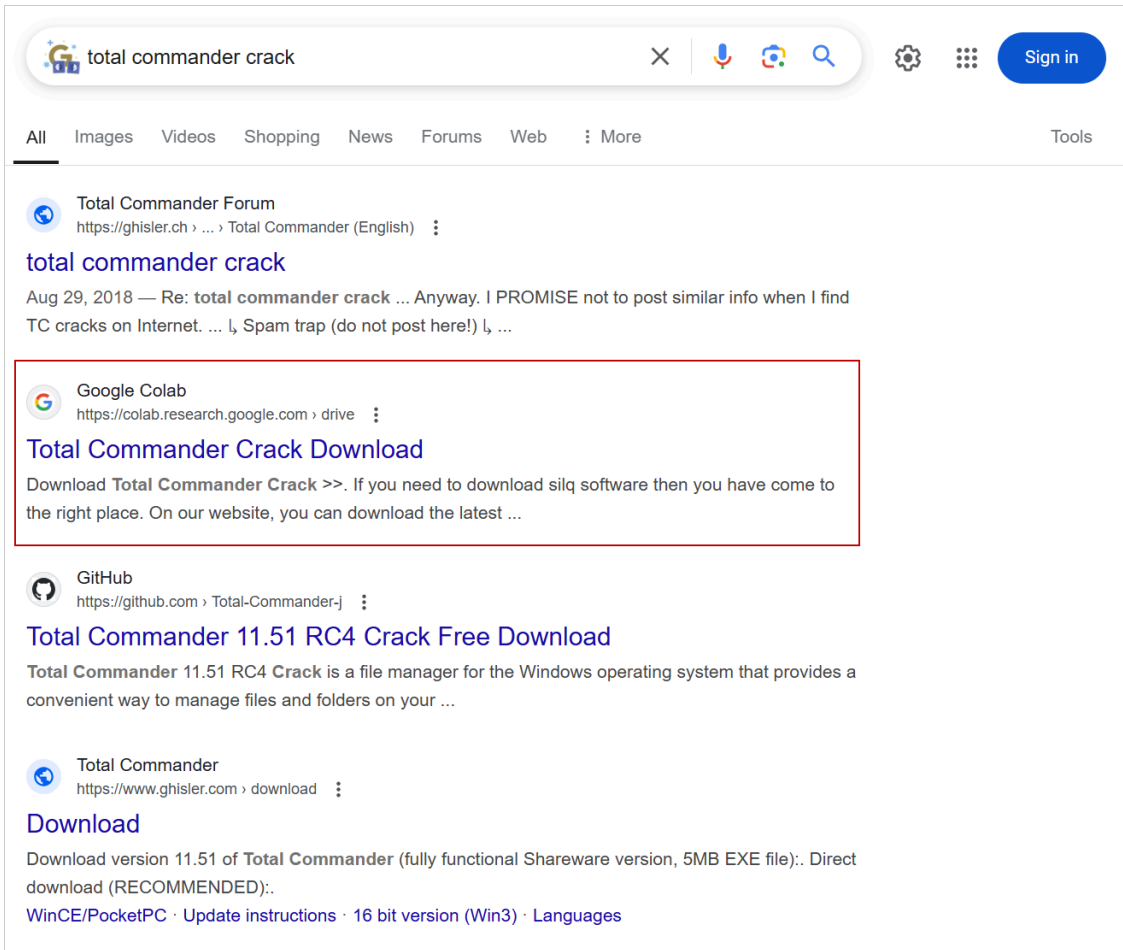 total commander crack
Sign in
All Images Videos Shopping News Forums Web More Tools
Total Commander Forum
https://ghisler.ch › ... › Total Commander (English)
total commander crack
Aug 29, 2018 — Re: total commander crack ... Anyway. I PROMISE not to post similar info when I find
TC cracks on Internet. ... ↳ Spam trap (do not post here!) ↳ ...
Google Colab
https://colab.research.google.com › drive
Total Commander Crack Download
Download Total Commander Crack >>. If you need to download silq software then you have come to
the right place. On our website, you can download the latest ...
GitHub
https://github.com › Total-Commander-j
Total Commander 11.51 RC4 Crack Free Download
Total Commander 11.51 RC4 Crack is a file manager for the Windows operating system that provides a
convenient way to manage files and folders on your ...
Total Commander
https://www.ghisler.com › download
Download
Download version 11.51 of Total Commander (fully functional Shareware version, 5MB EXE file):. Direct
download (RECOMMENDED):.
WinCE/PocketPC · Update instructions · 16 bit version (Win3) · Languages